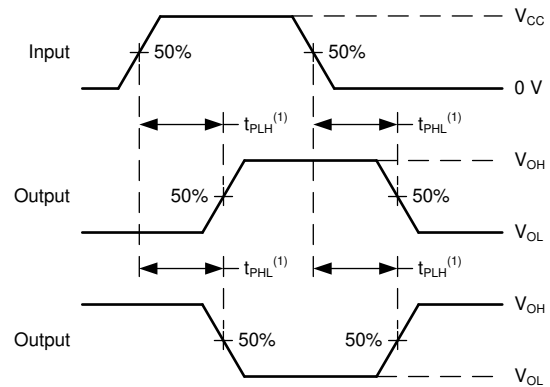 V_CC
Input 50% 50%
0 V
t_PLH^(1) t_PHL^(1)
V_OH
Output 50% 50%
V_OL
t_PHL^(1) t_PLH^(1)
V_OH
Output 50% 50%
V_OL